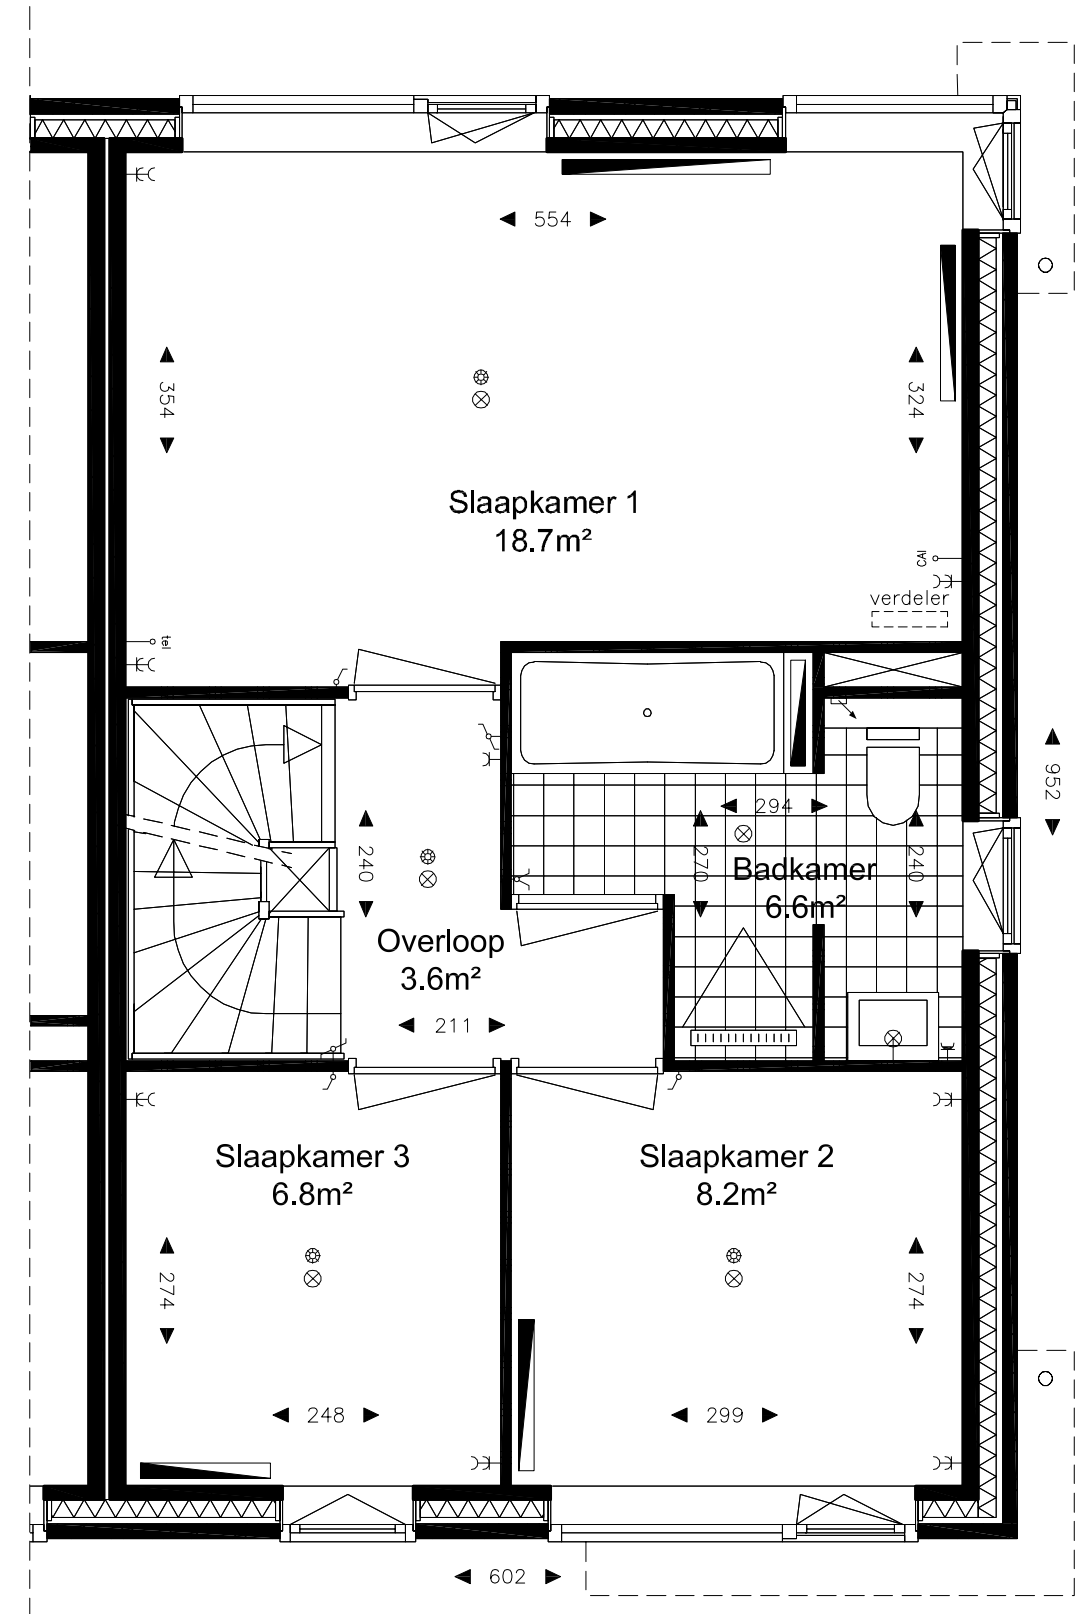 554
354
324
Slaapkamer 1
18.7m²
CAI
verdeler
tel
952
294
240
270
240
Badkamer
6.6m²
Overloop
3.6m²
211
Slaapkamer 3
6.8m²
Slaapkamer 2
8.2m²
274
274
248
299
602